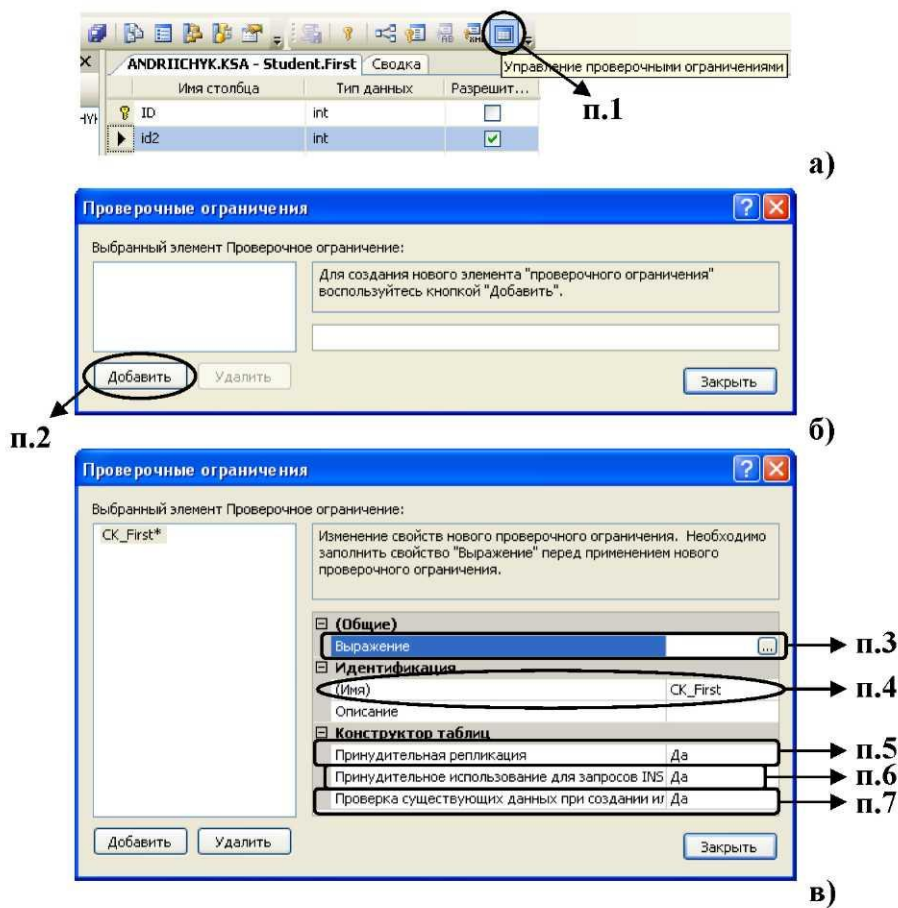 ANDRIICHYK.KSA - Student.First Сводка
Управление проверочными ограничениями
Имя столбца Тип данных Разрешит...
п.1
ID int
id2 int
а)
Проверочные ограничения
Выбранный элемент Проверочное ограничение:
Для создания нового элемента "проверочного ограничения"
воспользуйтесь кнопкой "Добавить".
Добавить Удалить Закрыть
п.2
б)
Проверочные ограничения
Выбранный элемент Проверочное ограничение:
CK_First*
Изменение свойств нового проверочного ограничения. Необходимо
заполнить свойство "Выражение" перед применением нового
проверочного ограничения.
(Общие)
Выражение ... п.3
Идентификация
(Имя) CK_First п.4
Описание
Конструктор таблиц
Принудительная репликация Да п.5
Принудительное использование для запросов INS Да п.6
Проверка существующих данных при создании ил Да п.7
Добавить Удалить Закрыть
в)